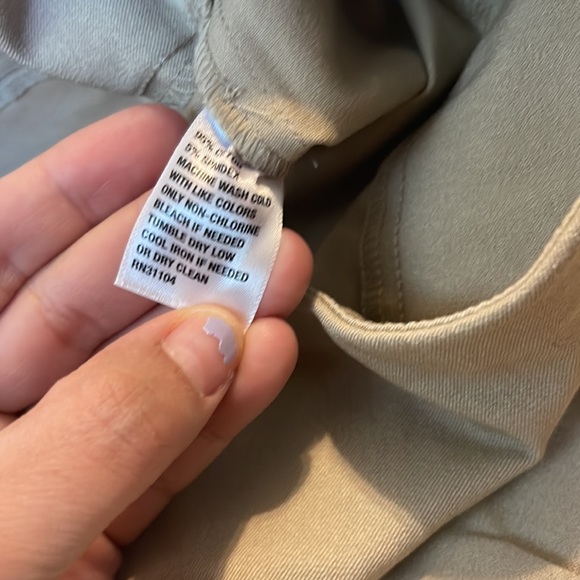 5% SPANDEX
MACHINE WASH COLD
WITH LIKE COLORS
ONLY NON-CHLORINE
BLEACH IF NEEDED
TUMBLE DRY LOW
COOL IRON IF NEEDED
OR DRY CLEAN
RN31104